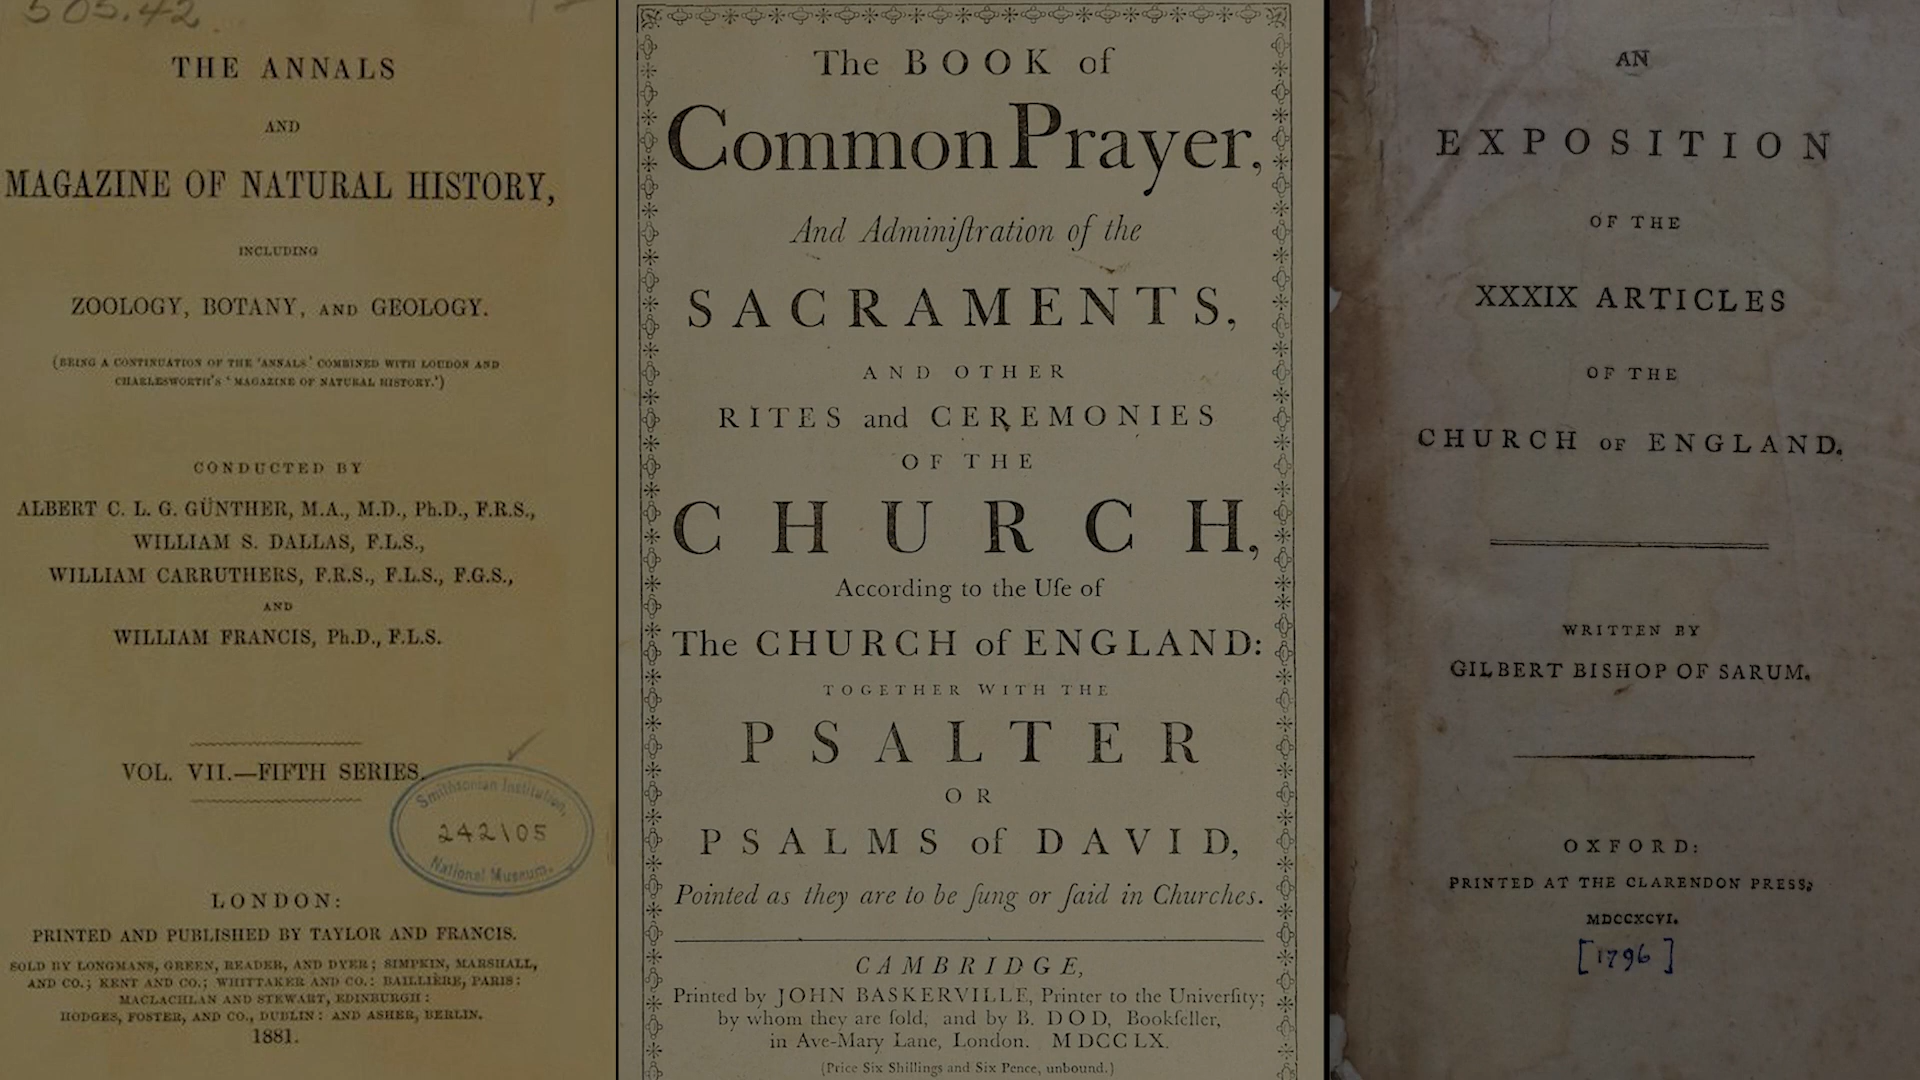 505.42
THE ANNALS
AND
MAGAZINE OF NATURAL HISTORY,
INCLUDING
ZOOLOGY, BOTANY, AND GEOLOGY.
(BEING A CONTINUATION OF THE 'ANNALS' COMBINED WITH LOUDON AND
CHARLESWORTH'S 'MAGAZINE OF NATURAL HISTORY.')
CONDUCTED BY
ALBERT C. L. G. GÜNTHER, M.A., M.D., Ph.D., F.R.S.,
WILLIAM S. DALLAS, F.L.S.,
WILLIAM CARRUTHERS, F.R.S., F.L.S., F.G.S.,
AND
WILLIAM FRANCIS, Ph.D., F.L.S.
VOL. VII.—FIFTH SERIES.
Smithsonian Institution,
242105
National Museum.
LONDON:
PRINTED AND PUBLISHED BY TAYLOR AND FRANCIS.
SOLD BY LONGMANS, GREEN, READER, AND DYER; SIMPKIN, MARSHALL,
AND CO.; KENT AND CO.; WHITTAKER AND CO.: BAILLIÈRE, PARIS:
MACLACHLAN AND STEWART, EDINBURGH:
HODGES, FOSTER, AND CO., DUBLIN: AND ASHER, BERLIN.
1881.
The BOOK of
Common Prayer,
And Adminiſtration of the
SACRAMENTS,
AND OTHER
RITES and CEREMONIES
OF THE
CHURCH,
According to the Uſe of
The CHURCH of ENGLAND:
TOGETHER WITH THE
PSALTER
OR
PSALMS of DAVID,
Pointed as they are to be ſung or ſaid in Churches.
CAMBRIDGE,
Printed by JOHN BASKERVILLE, Printer to the Univerſity;
by whom they are ſold, and by B. DOD, Bookſeller,
in Ave-Mary Lane, London. MDCCLX.
(Price Six Shillings and Six Pence, unbound.)
AN
EXPOSITION
OF THE
XXXIX ARTICLES
OF THE
CHURCH OF ENGLAND.
WRITTEN BY
GILBERT BISHOP OF SARUM.
OXFORD:
PRINTED AT THE CLARENDON PRESS;
MDCCXCVI.
[1796]